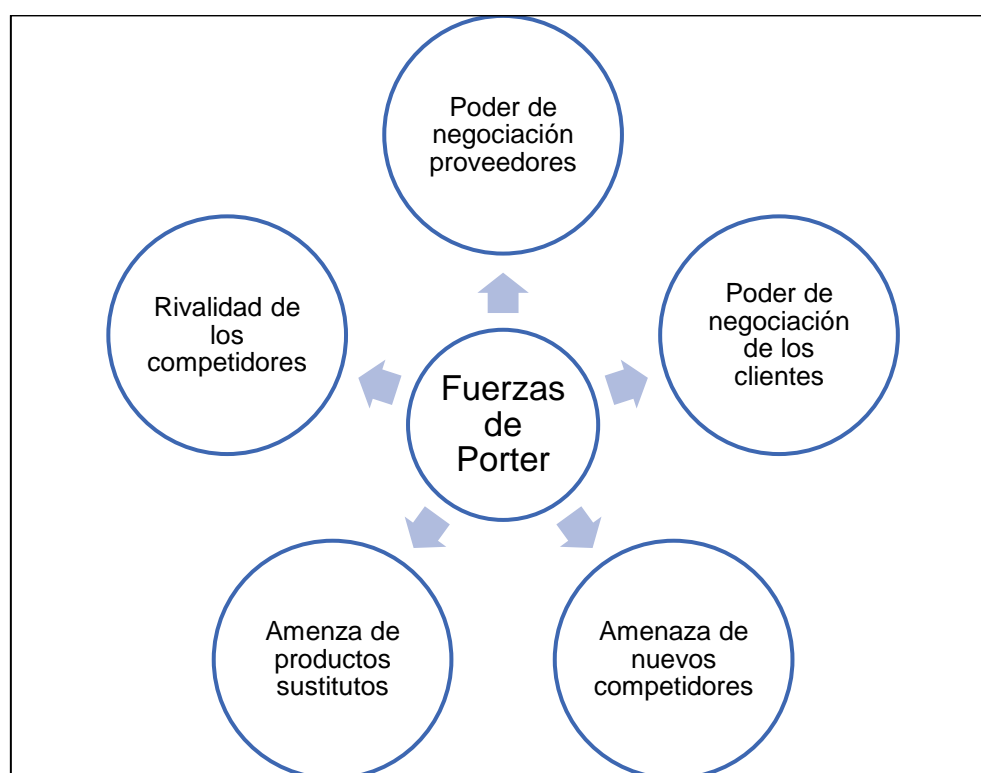 Poder de
negociación
proveedores
Rivalidad de
los
competidores
Poder de
negociación
de los
clientes
Fuerzas
de
Porter
Amenza de
productos
sustitutos
Amenaza de
nuevos
competidores